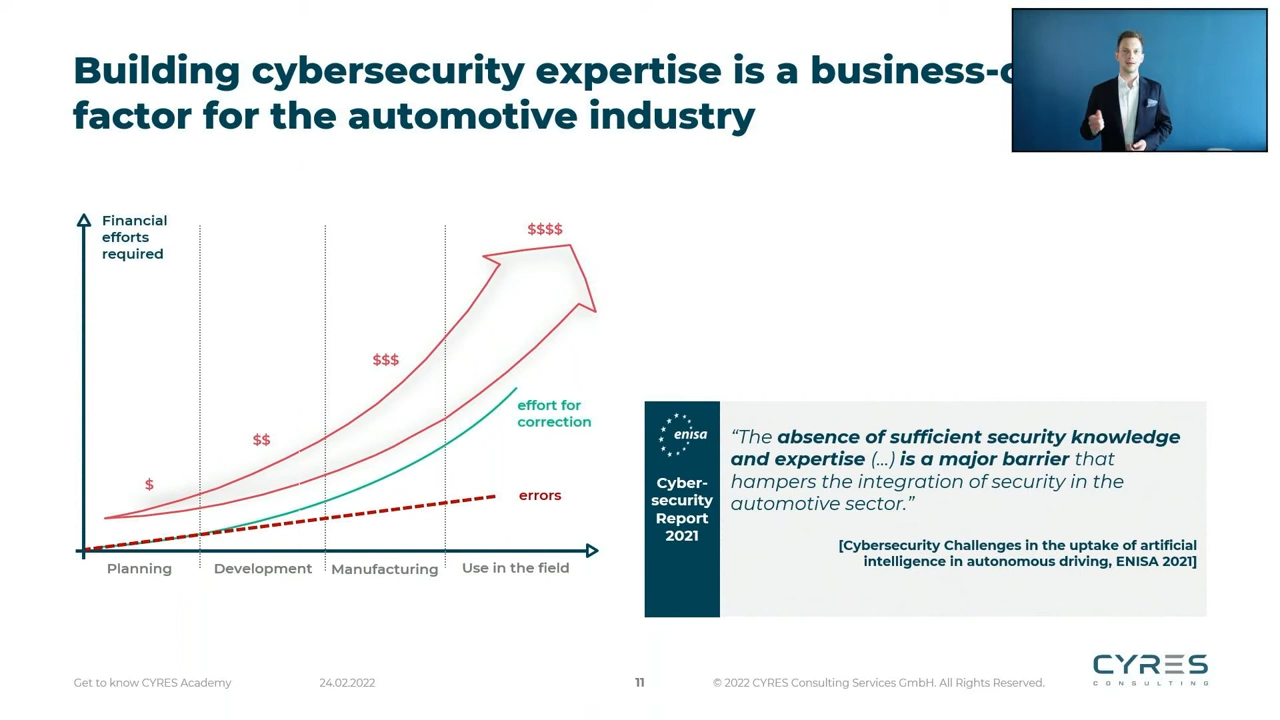 Building cybersecurity expertise is a business-
factor for the automotive industry
Financial
efforts
required
$$$$
$$$
$$
$
effort for
correction
errors
Planning
Development
Manufacturing
Use in the field
enisa
Cyber-
security
Report
2021
“The absence of sufficient security knowledge
and expertise (...) is a major barrier that
hampers the integration of security in the
automotive sector.”
[Cybersecurity Challenges in the uptake of artificial
intelligence in autonomous driving, ENISA 2021]
Get to know CYRES Academy
24.02.2022
11
© 2022 CYRES Consulting Services GmbH. All Rights Reserved.
CYRES
CONSULTING